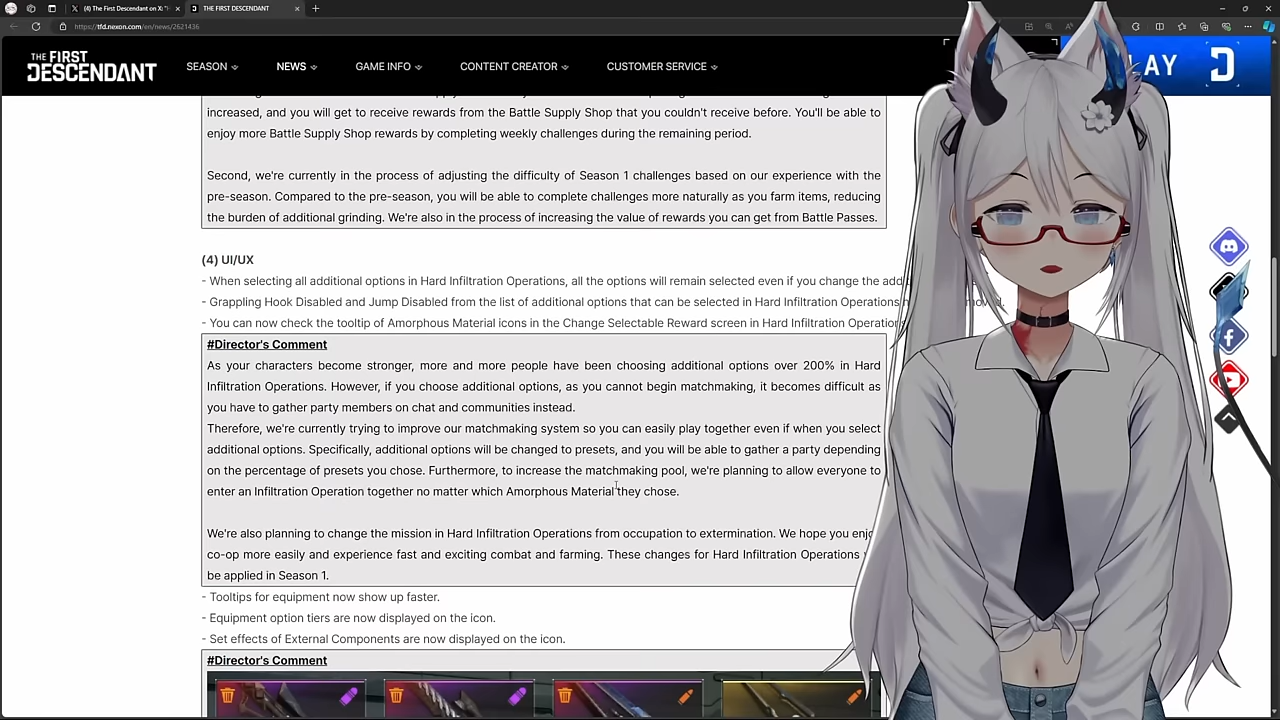 (4) The First Descendant on X: "T
THE FIRST DESCENDANT
https://tfd.nexon.com/en/news/2621436
THE FIRST
DESCENDANT
SEASON
NEWS
GAME INFO
CONTENT CREATOR
CUSTOMER SERVICE
LAY
increased, and you will get to receive rewards from the Battle Supply Shop that you couldn't receive before. You'll be able to
enjoy more Battle Supply Shop rewards by completing weekly challenges during the remaining period.
Second, we're currently in the process of adjusting the difficulty of Season 1 challenges based on our experience with the
pre-season. Compared to the pre-season, you will be able to complete challenges more naturally as you farm items, reducing
the burden of additional grinding. We're also in the process of increasing the value of rewards you can get from Battle Passes.
(4) UI/UX
- When selecting all additional options in Hard Infiltration Operations, all the options will remain selected even if you change the add
- Grappling Hook Disabled and Jump Disabled from the list of additional options that can be selected in Hard Infiltration Operations
- You can now check the tooltip of Amorphous Material icons in the Change Selectable Reward screen in Hard Infiltration Operation
#Director's Comment
As your characters become stronger, more and more people have been choosing additional options over 200% in Hard
Infiltration Operations. However, if you choose additional options, as you cannot begin matchmaking, it becomes difficult as
you have to gather party members on chat and communities instead.
Therefore, we're currently trying to improve our matchmaking system so you can easily play together even if when you select
additional options. Specifically, additional options will be changed to presets, and you will be able to gather a party depending
on the percentage of presets you chose. Furthermore, to increase the matchmaking pool, we're planning to allow everyone to
enter an Infiltration Operation together no matter which Amorphous Material they chose.
We're also planning to change the mission in Hard Infiltration Operations from occupation to extermination. We hope you enjo
co-op more easily and experience fast and exciting combat and farming. These changes for Hard Infiltration Operations
be applied in Season 1.
- Tooltips for equipment now show up faster.
- Equipment option tiers are now displayed on the icon.
- Set effects of External Components are now displayed on the icon.
#Director's Comment